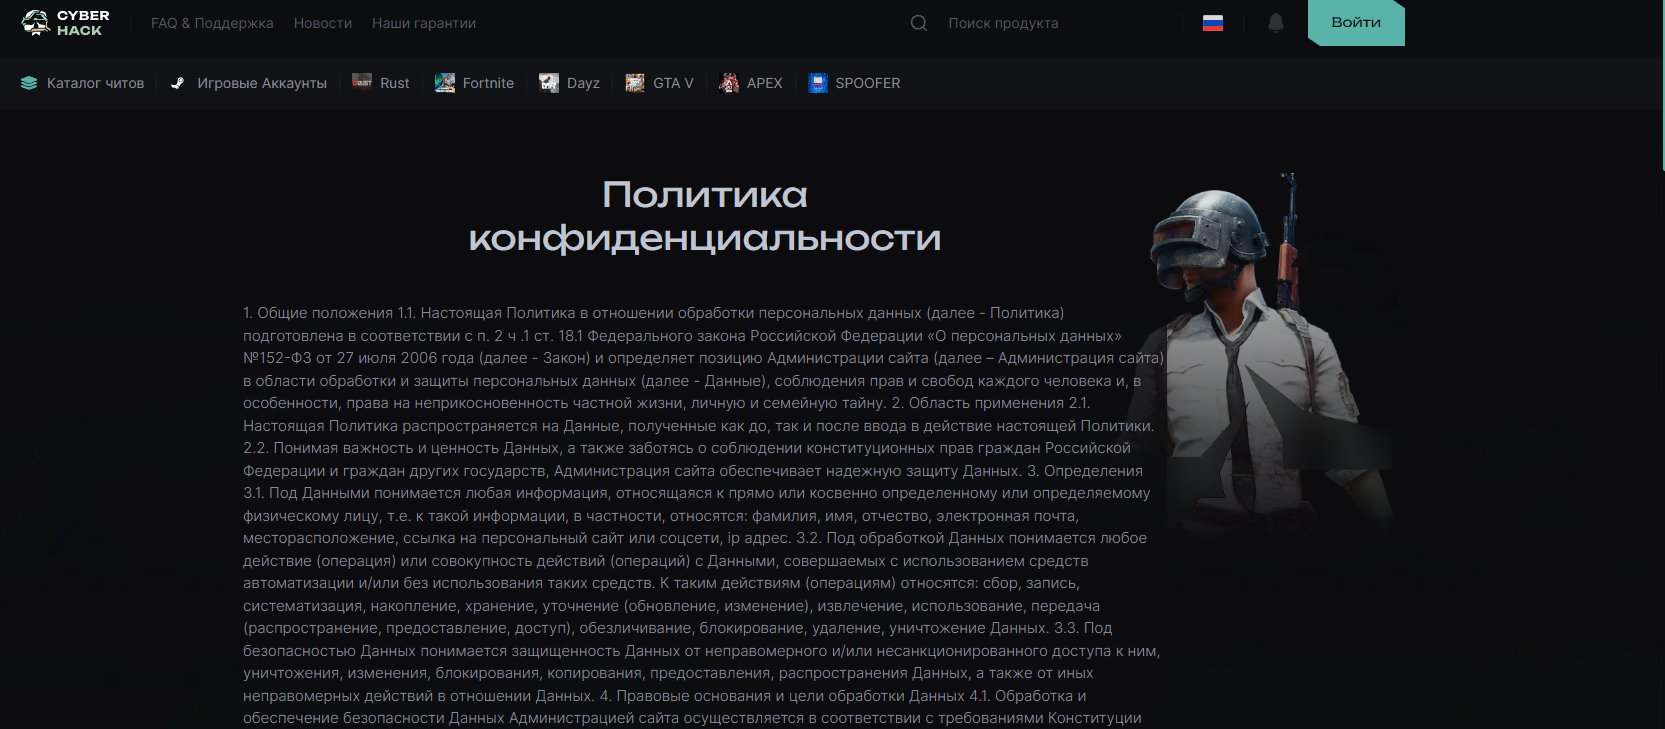 CYBER
HACK
FAQ & Поддержка Новости Наши гарантии Поиск продукта Войти
Каталог читов Игровые Аккаунты Rust Fortnite Dayz GTA V APEX SPOOFER
Политика
конфиденциальности
1. Общие положения 1.1. Настоящая Политика в отношении обработки персональных данных (далее - Политика)
подготовлена в соответствии с п. 2 ч .1 ст. 18.1 Федерального закона Российской Федерации «О персональных данных»
№152-ФЗ от 27 июля 2006 года (далее - Закон) и определяет позицию Администрации сайта (далее – Администрация сайта)
в области обработки и защиты персональных данных (далее - Данные), соблюдения прав и свобод каждого человека и, в
особенности, права на неприкосновенность частной жизни, личную и семейную тайну. 2. Область применения 2.1.
Настоящая Политика распространяется на Данные, полученные как до, так и после ввода в действие настоящей Политики.
2.2. Понимая важность и ценность Данных, а также заботясь о соблюдении конституционных прав граждан Российской
Федерации и граждан других государств, Администрация сайта обеспечивает надежную защиту Данных. 3. Определения
3.1. Под Данными понимается любая информация, относящаяся к прямо или косвенно определенному или определяемому
физическому лицу, т.е. к такой информации, в частности, относятся: фамилия, имя, отчество, электронная почта,
месторасположение, ссылка на персональный сайт или соцсети, ip адрес. 3.2. Под обработкой Данных понимается любое
действие (операция) или совокупность действий (операций) с Данными, совершаемых с использованием средств
автоматизации и/или без использования таких средств. К таким действиям (операциям) относятся: сбор, запись,
систематизация, накопление, хранение, уточнение (обновление, изменение), извлечение, использование, передача
(распространение, предоставление, доступ), обезличивание, блокирование, удаление, уничтожение Данных. 3.3. Под
безопасностью Данных понимается защищенность Данных от неправомерного и/или несанкционированного доступа к ним,
уничтожения, изменения, блокирования, копирования, предоставления, распространения Данных, а также от иных
неправомерных действий в отношении Данных. 4. Правовые основания и цели обработки Данных 4.1. Обработка и
обеспечение безопасности Данных Администрацией сайта осуществляется в соответствии с требованиями Конституции